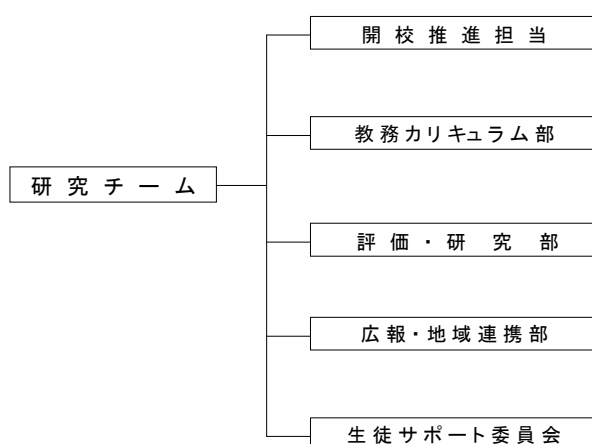 開校推進担当
教務カリキュラム部
研究チーム
評価・研究部
広報・地域連携部
生徒サポート委員会